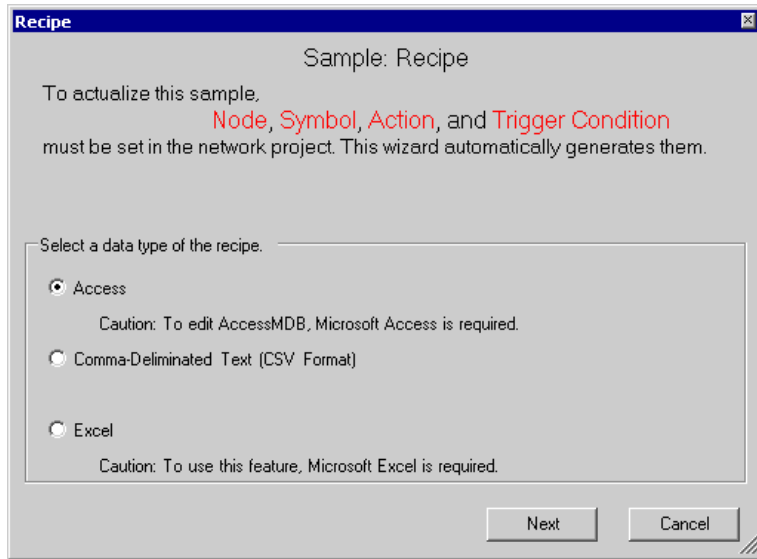 Recipe
Sample: Recipe
To actualize this sample,
Node, Symbol, Action, and Trigger Condition
must be set in the network project. This wizard automatically generates them.
Select a data type of the recipe.
Access
Caution: To edit AccessMDB, Microsoft Access is required.
Comma-Deliminated Text (CSV Format)
Excel
Caution: To use this feature, Microsoft Excel is required.
Next Cancel